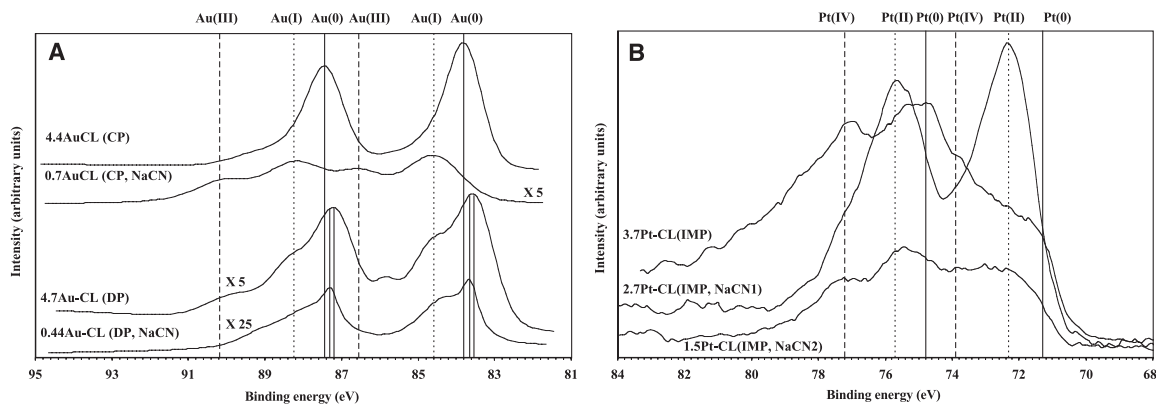 Au(III) Au(I) Au(0) Au(III) Au(I) Au(0)
A
4.4AuCL (CP)
0.7AuCL (CP, NaCN)
X 5
X 5
4.7Au-CL (DP)
X 25
0.44Au-CL (DP, NaCN)
95 93 91 89 87 85 83 81
Binding energy (eV)
Intensity (arbitrary units)
Pt(IV) Pt(II) Pt(0) Pt(IV) Pt(II) Pt(0)
B
3.7Pt-CL(IMP)
2.7Pt-CL(IMP, NaCN1)
1.5Pt-CL(IMP, NaCN2)
84 82 80 78 76 74 72 70 68
Binding energy (eV)
Intensity (arbitrary units)